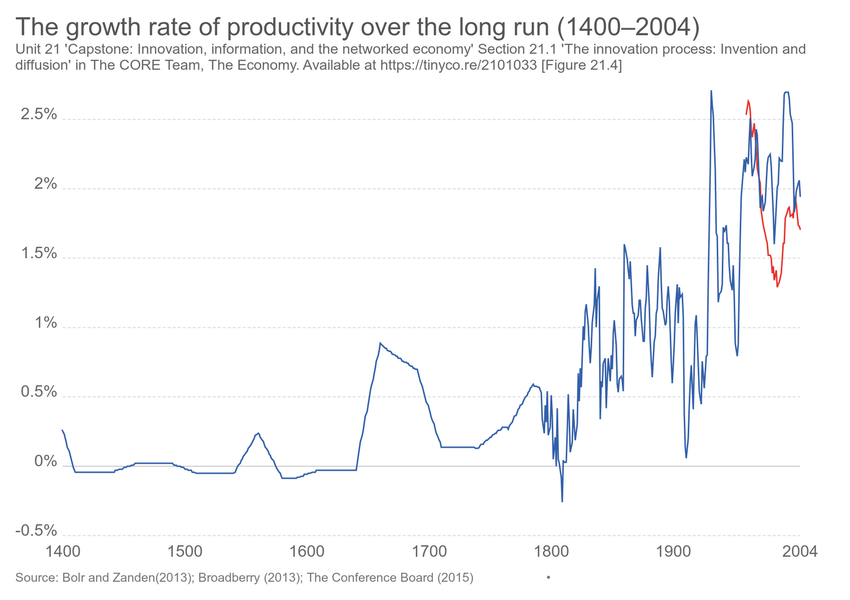 The growth rate of productivity over the long run (1400–2004)
Unit 21 'Capstone: Innovation, information, and the networked economy' Section 21.1 'The innovation process: Invention and
diffusion' in The CORE Team, The Economy. Available at https://tinyco.re/2101033 [Figure 21.4]
2.5%
2%
1.5%
1%
0.5%
0%
-0.5%
1400 1500 1600 1700 1800 1900 2004
Source: Bolr and Zanden(2013); Broadberry (2013); The Conference Board (2015)